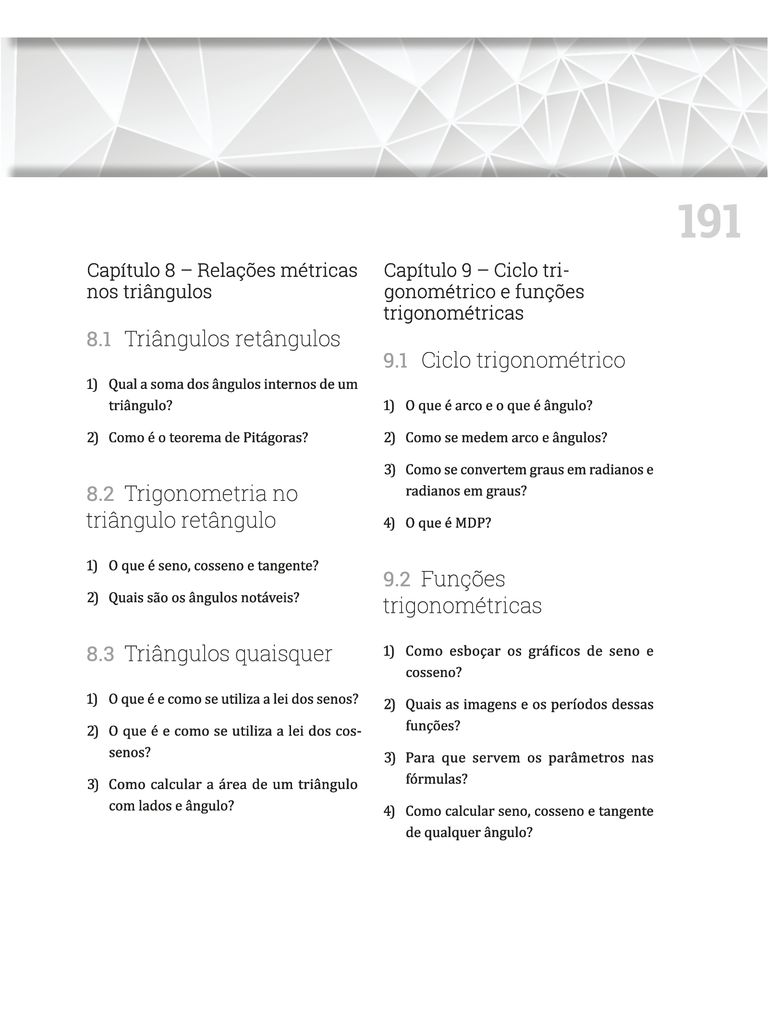 191
Capítulo 8 – Relações métricas
nos triângulos
8.1 Triângulos retângulos
1) Qual a soma dos ângulos internos de um
triângulo?
2) Como é o teorema de Pitágoras?
8.2 Trigonometria no
triângulo retângulo
1) O que é seno, cosseno e tangente?
2) Quais são os ângulos notáveis?
8.3 Triângulos quaisquer
1) O que é e como se utiliza a lei dos senos?
2) O que é e como se utiliza a lei dos cos-
senos?
3) Como calcular a área de um triângulo
com lados e ângulo?
Capítulo 9 – Ciclo tri-
gonométrico e funções
trigonométricas
9.1 Ciclo trigonométrico
1) O que é arco e o que é ângulo?
2) Como se medem arco e ângulos?
3) Como se convertem graus em radianos e
radianos em graus?
4) O que é MDP?
9.2 Funções
trigonométricas
1) Como esboçar os gráficos de seno e
cosseno?
2) Quais as imagens e os períodos dessas
funções?
3) Para que servem os parâmetros nas
fórmulas?
4) Como calcular seno, cosseno e tangente
de qualquer ângulo?